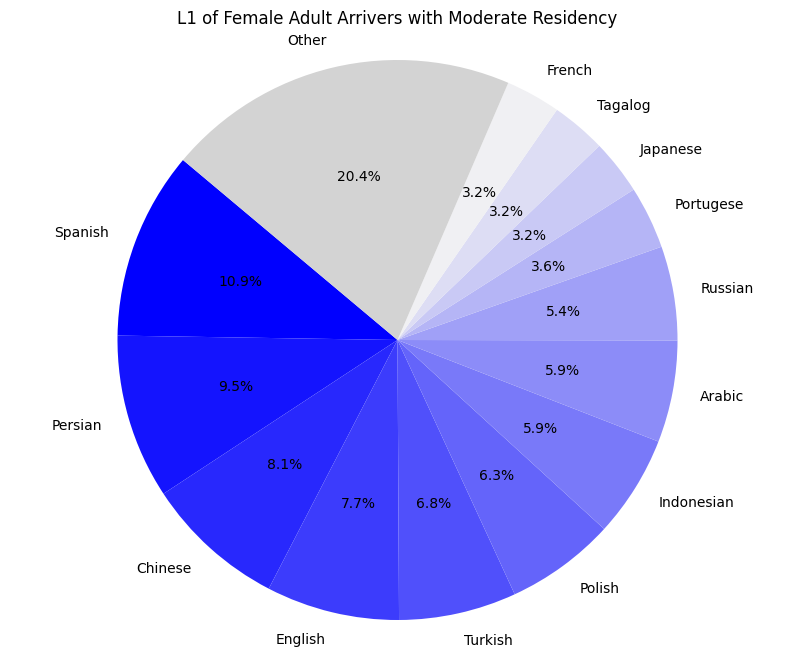 L1 of Female Adult Arrivers with Moderate Residency
Other
French
Tagalog
Japanese
Portugese
Russian
Arabic
Indonesian
Polish
Turkish
English
Chinese
Persian
Spanish
20.4%
3.2%
3.2%
3.2%
3.6%
5.4%
5.9%
5.9%
6.3%
6.8%
7.7%
8.1%
9.5%
10.9%